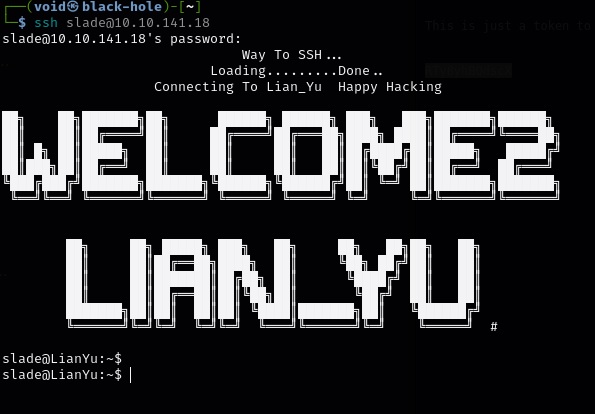 ┌──(void㉿black-hole)-[~]
└─$ ssh slade@10.10.141.18
This is just a token to
slade@10.10.141.18's password:
Way To SSH...
Loading.........Done..
Connecting To Lian_Yu  Happy Hacking
WELCOME2
LIAN_YU #
slade@LianYu:~$
slade@LianYu:~$